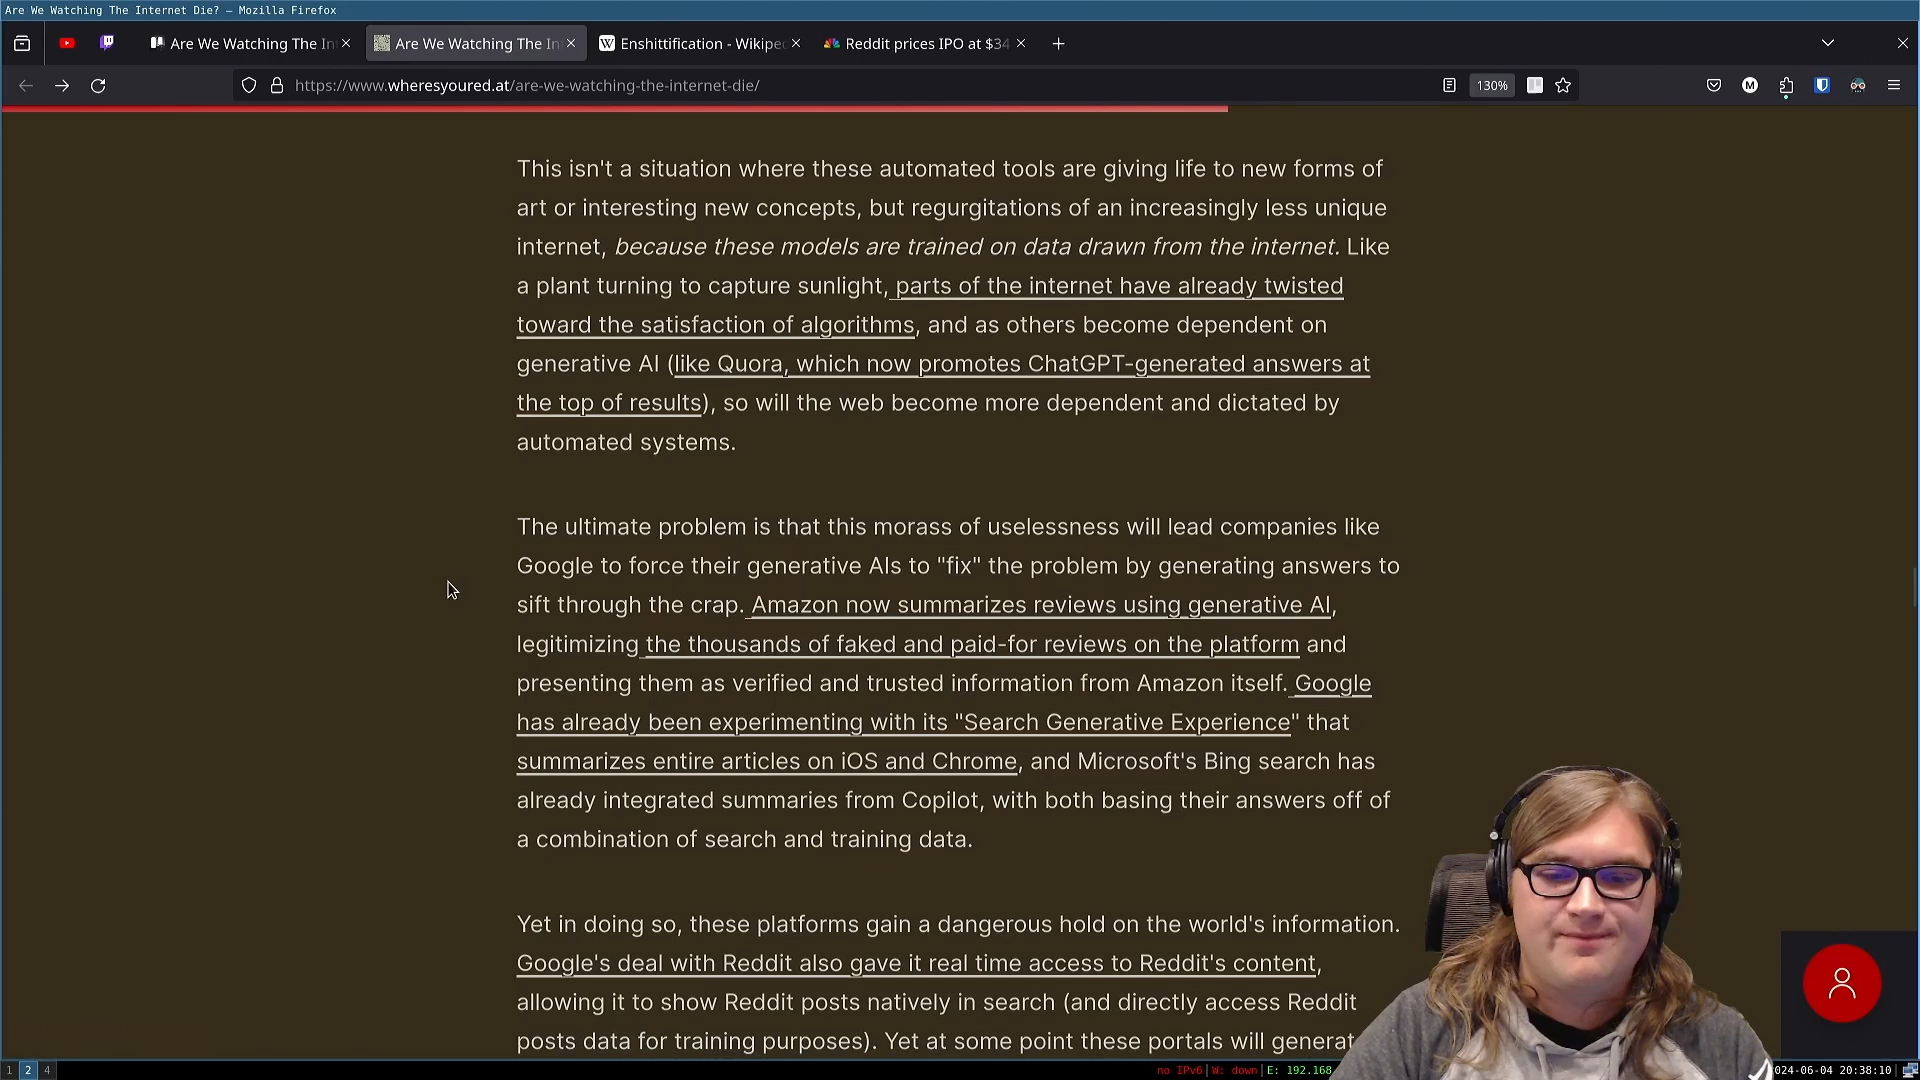 Are We Watching The Internet Die? — Mozilla Firefox
Are We Watching The In
Are We Watching The In
Enshittification - Wikiped
Reddit prices IPO at $34
https://www.wheresyoured.at/are-we-watching-the-internet-die/
130%
This isn't a situation where these automated tools are giving life to new forms of
art or interesting new concepts, but regurgitations of an increasingly less unique
internet, because these models are trained on data drawn from the internet. Like
a plant turning to capture sunlight, parts of the internet have already twisted
toward the satisfaction of algorithms, and as others become dependent on
generative AI (like Quora, which now promotes ChatGPT-generated answers at
the top of results), so will the web become more dependent and dictated by
automated systems.
The ultimate problem is that this morass of uselessness will lead companies like
Google to force their generative AIs to "fix" the problem by generating answers to
sift through the crap. Amazon now summarizes reviews using generative AI,
legitimizing the thousands of faked and paid-for reviews on the platform and
presenting them as verified and trusted information from Amazon itself. Google
has already been experimenting with its "Search Generative Experience" that
summarizes entire articles on iOS and Chrome, and Microsoft's Bing search has
already integrated summaries from Copilot, with both basing their answers off of
a combination of search and training data.
Yet in doing so, these platforms gain a dangerous hold on the world's information.
Google's deal with Reddit also gave it real time access to Reddit's content,
allowing it to show Reddit posts natively in search (and directly access Reddit
posts data for training purposes). Yet at some point these portals will generat
1 2 4
no IPv6|W: down|E: 192.168
024-06-04 20:38:10